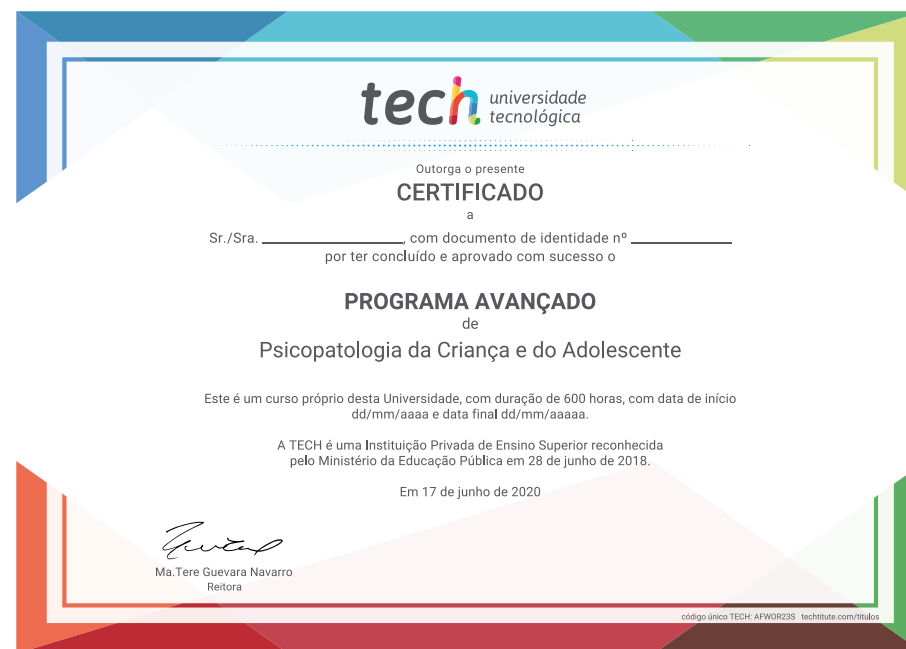 tech universidade
tecnológica
Outorga o presente
CERTIFICADO
a
Sr./Sra. ____________, com documento de identidade nº ____________
por ter concluído e aprovado com sucesso o
PROGRAMA AVANÇADO
de
Psicopatologia da Criança e do Adolescente
Este é um curso próprio desta Universidade, com duração de 600 horas, com data de início
dd/mm/aaaa e data final dd/mm/aaaaa.
A TECH é uma Instituição Privada de Ensino Superior reconhecida
pelo Ministério da Educação Pública em 28 de junho de 2018.
Em 17 de junho de 2020
Ma.Tere Guevara Navarro
Reitora
código único TECH: AFWOR23S techtitute.com/titulos